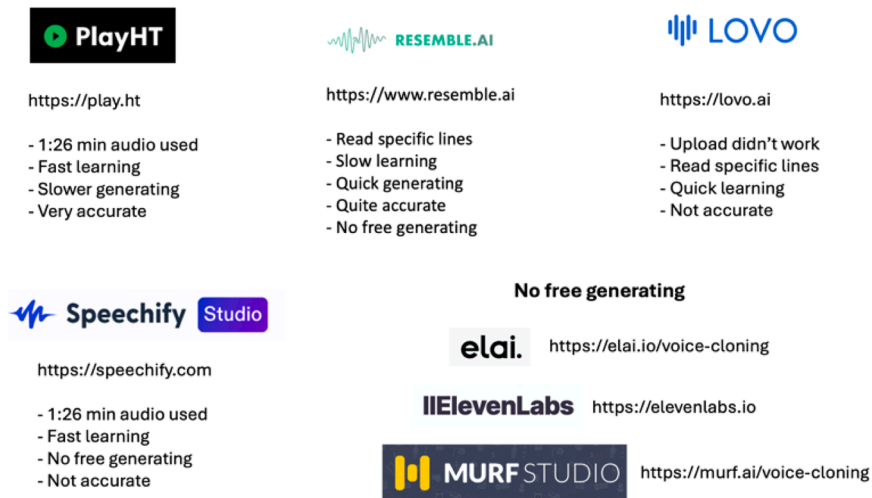 PlayHT
https://play.ht
- 1:26 min audio used
- Fast learning
- Slower generating
- Very accurate
RESEMBLE.AI
https://www.resemble.ai
- Read specific lines
- Slow learning
- Quick generating
- Quite accurate
- No free generating
LOVO
https://lovo.ai
- Upload didn’t work
- Read specific lines
- Quick learning
- Not accurate
Speechify Studio
https://speechify.com
- 1:26 min audio used
- Fast learning
- No free generating
- Not accurate
No free generating
elai. https://elai.io/voice-cloning
IIElevenLabs https://elevenlabs.io
MURF STUDIO https://murf.ai/voice-cloning